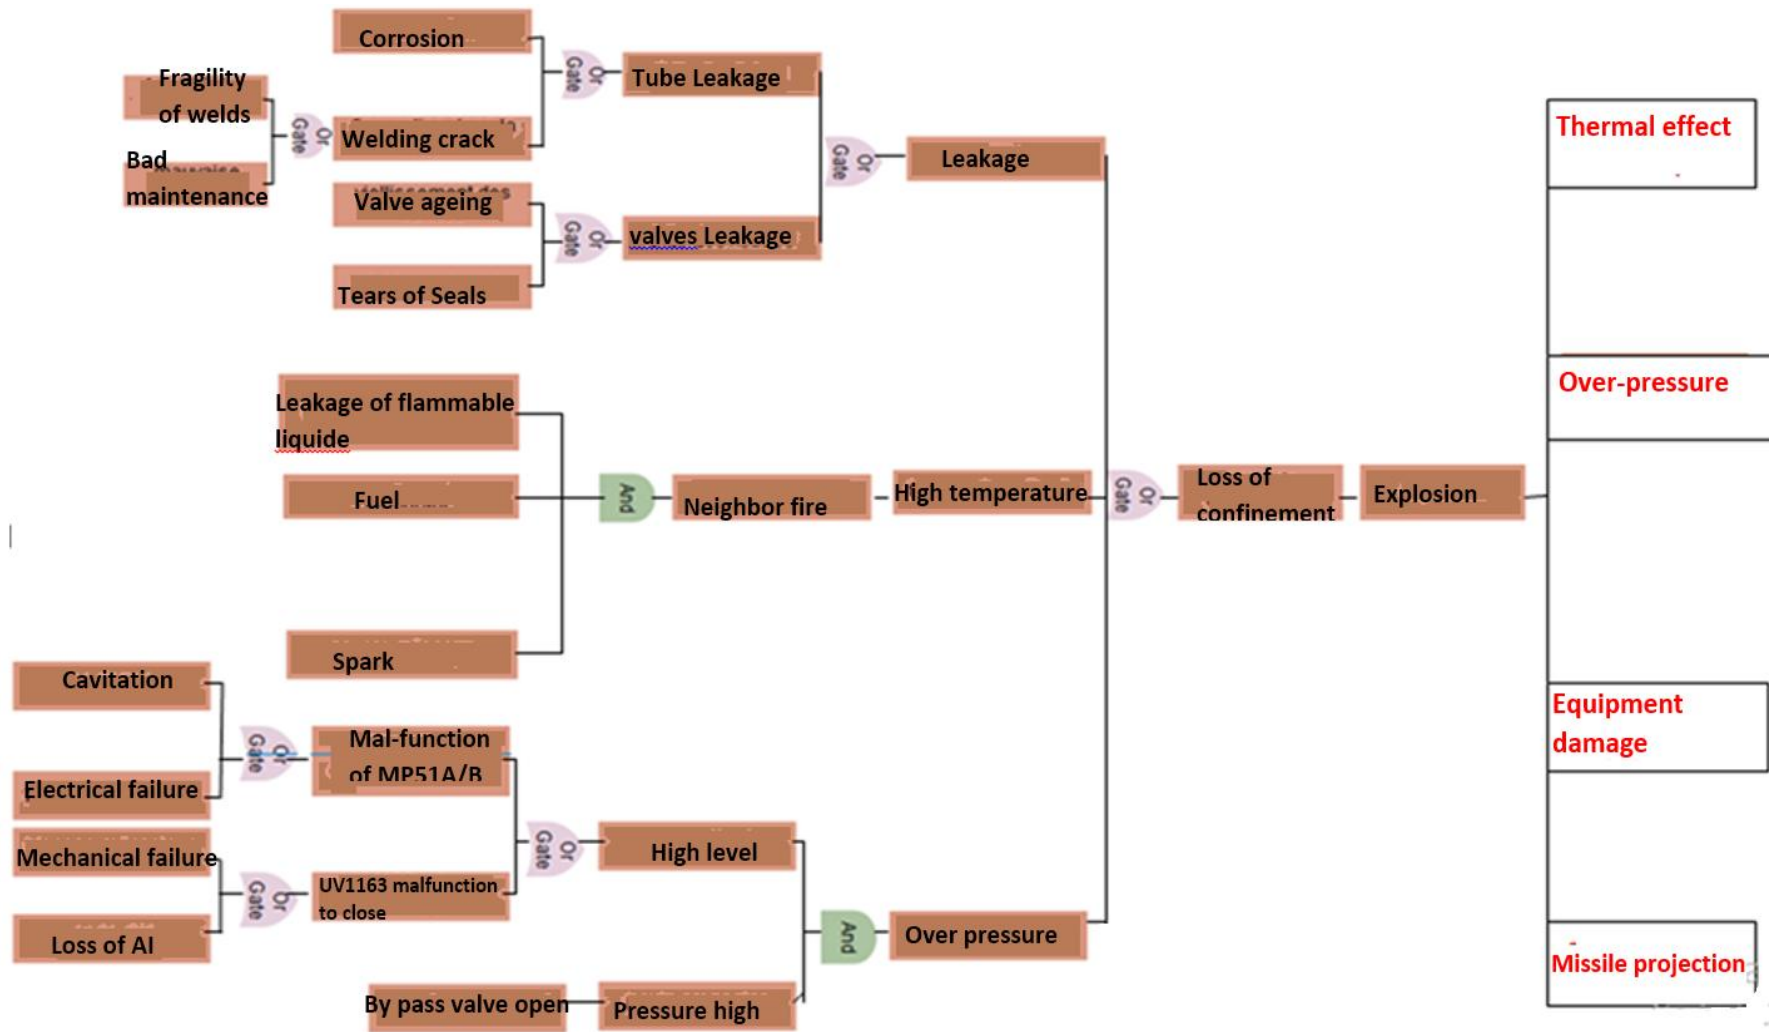 Corrosion
Or
Gate
Tube Leakage
Fragility
of welds
Or
Gate
Welding crack
Bad
mauvaise
maintenance
Or
Gate
Leakage
Valve ageing
Or
Gate
valves Leakage
Tears of Seals
Thermal effect
Over-pressure
Leakage of flammable
liquide
Fuel
And
Neighbor fire
High temperature
Or
Gate
Loss of
confinement
Explosion
Spark
Cavitation
Or
Gate
Mal-function
of MP51A/B
Electrical failure
Equipment
damage
Mechanical failure
Or
Gate
UV1163 malfunction
to close
Or
Gate
High level
Loss of AI
And
Over pressure
By pass valve open
Pressure high
Missile projection